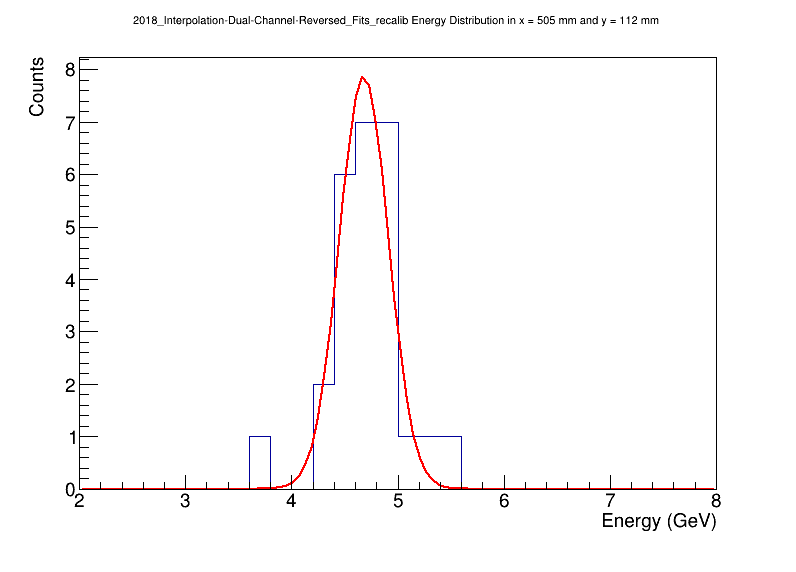 2018_Interpolation-Dual-Channel-Reversed_Fits_recalib Energy Distribution in x = 505 mm and y = 112 mm
Counts
8
7
6
5
4
3
2
1
0
2 3 4 5 6 7 8
Energy (GeV)